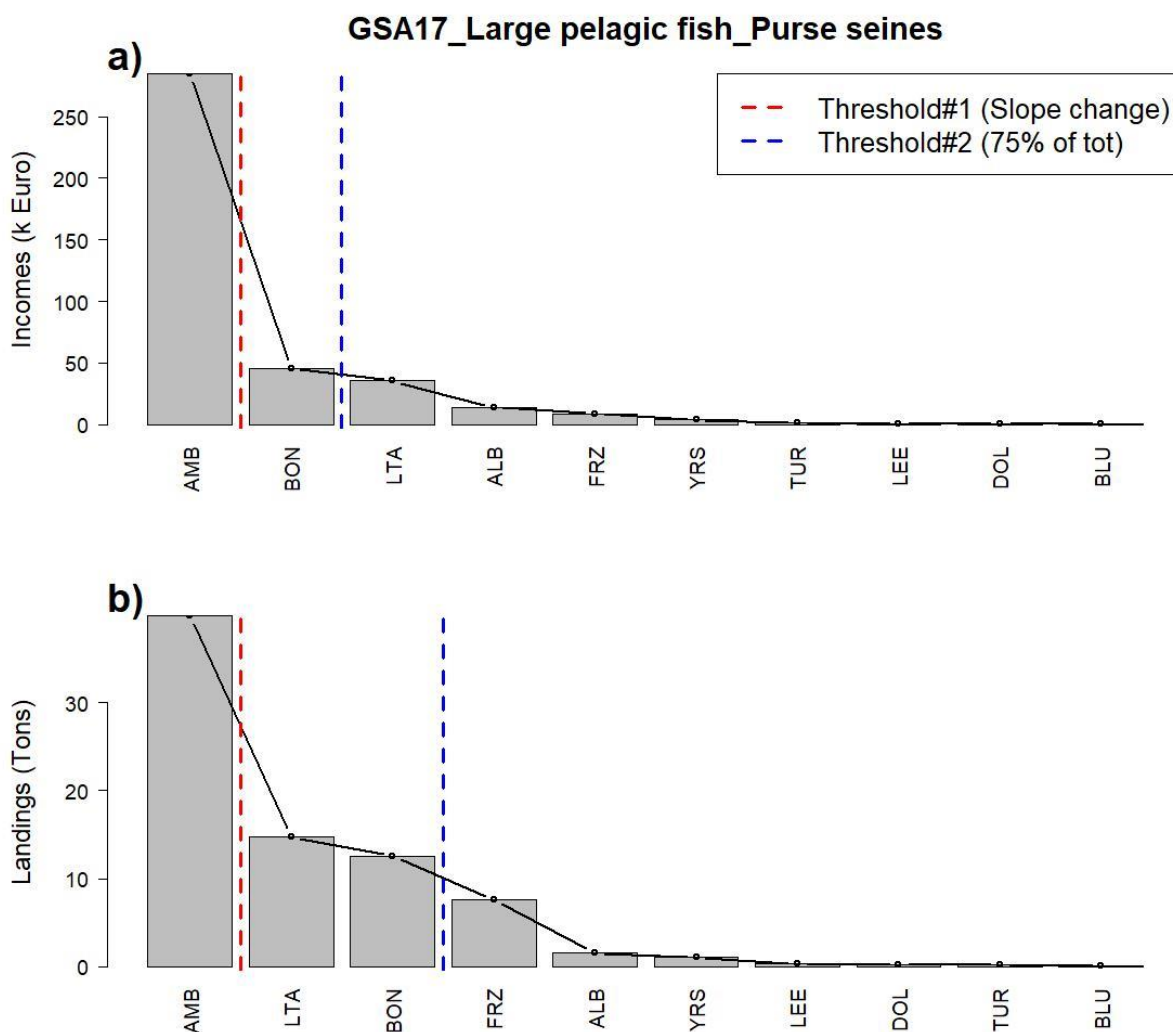 GSA17_Large pelagic fish_Purse seines
a)
Threshold#1 (Slope change)
Threshold#2 (75% of tot)
Incomes (k Euro)
250
200
150
100
50
0
AMB BON LTA ALB FRZ YRS TUR LEE DOL BLU
b)
Landings (Tons)
30
20
10
0
AMB LTA BON FRZ ALB YRS LEE DOL TUR BLU